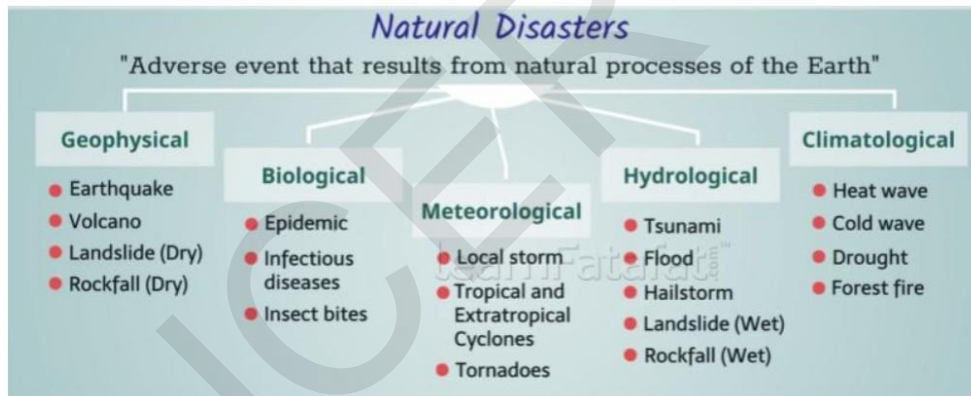 Natural Disasters
"Adverse event that results from natural processes of the Earth"
Geophysical
Earthquake
Volcano
Landslide (Dry)
Rockfall (Dry)
Biological
Epidemic
Infectious
diseases
Insect bites
Meteorological
Local storm
Tropical and
Extratropical
Cyclones
Tornadoes
Hydrological
Tsunami
Flood
Hailstorm
Landslide (Wet)
Rockfall (Wet)
Climatological
Heat wave
Cold wave
Drought
Forest fire